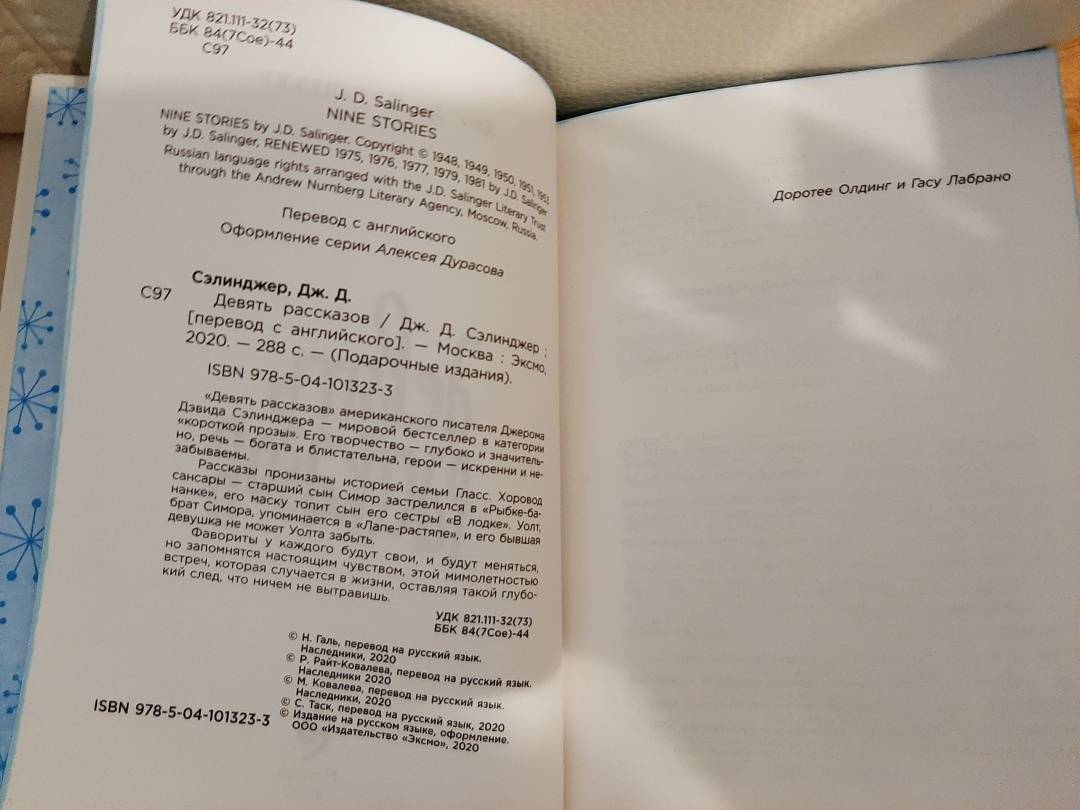 УДК 821.111-32(73)
ББК 84(7Сое)-44
С97
J. D. Salinger
NINE STORIES
NINE STORIES by J.D. Salinger. Copyright © 1948, 1949, 1950, 1951, 1953
by J.D. Salinger, RENEWED 1975, 1976, 1977, 1979, 1981 by J.D. Salinger
Russian language rights arranged with the J.D. Salinger Literary Trust
through the Andrew Nurnberg Literary Agency, Moscow, Russia.
Перевод с английского
Оформление серии Алексея Дурасова
Сэлинджер, Дж. Д.
С97 Девять рассказов / Дж. Д. Сэлинджер ;
[перевод с английского]. — Москва : Эксмо,
2020. — 288 с. — (Подарочные издания).
ISBN 978-5-04-101323-3
«Девять рассказов» американского писателя Джерома
Дэвида Сэлинджера — мировой бестселлер в категории
«короткой прозы». Его творчество — глубоко и значитель-
но, речь — богата и блистательна, герои — искренни и не-
забываемы.
Рассказы пронизаны историей семьи Гласс. Хоровод
сансары — старший сын Симор застрелился в «Рыбке-ба-
нанке», его маску топит сын его сестры «В лодке». Уолт,
брат Симора, упоминается в «Лапе-растяпе», и его бывшая
девушка не может Уолта забыть.
Фавориты у каждого будут свои, и будут меняться,
но запомнятся настоящим чувством, этой мимолетностью
встреч, которая случается в жизни, оставляя такой глубо-
кий след, что ничем не вытравишь.
УДК 821.111-32(73)
ББК 84(7Сое)-44
© Н. Галь, перевод на русский язык.
Наследники, 2020
© Р. Райт-Ковалева, перевод на русский язык.
Наследники 2020
© М. Ковалева, перевод на русский язык.
Наследники, 2020
© С. Таск, перевод на русский язык, 2020
© Издание на русском языке, оформление.
ООО «Издательство «Эксмо», 2020
ISBN 978-5-04-101323-3
Доротее Олдинг и Гасу Лабрано